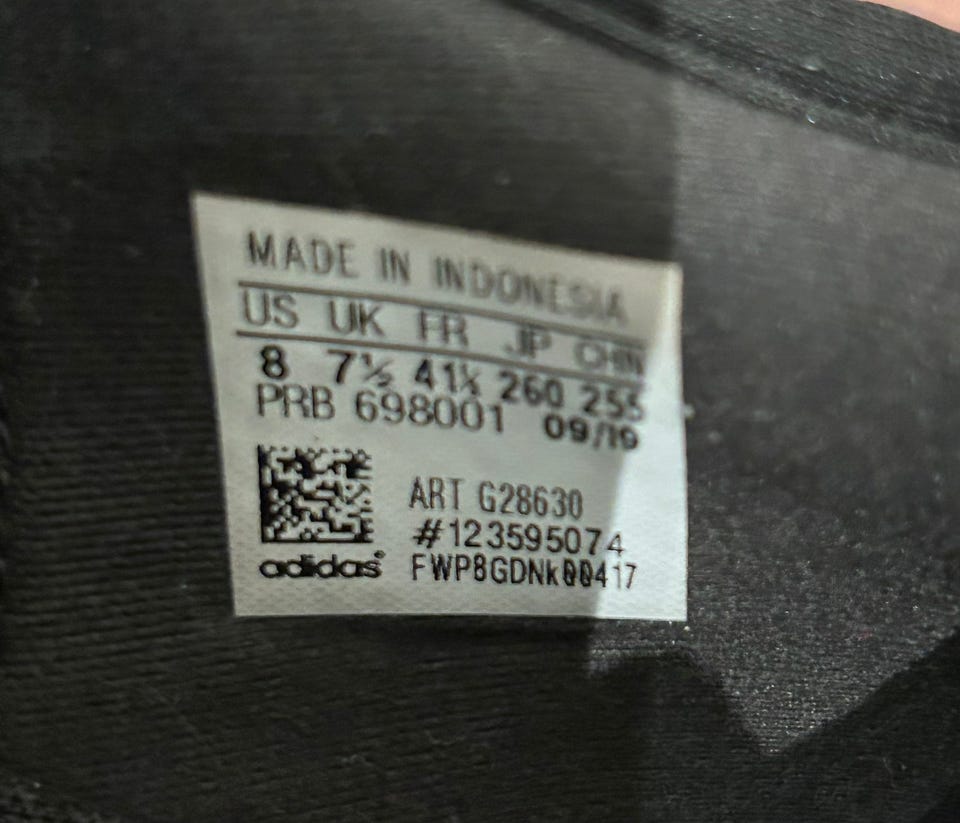 MADE IN INDONESIA
US UK FR JP CHN
8 7½ 41⅓ 260 255
PRB 698001 09/19
ART G28630
#123595074
adidas® FWP8GDNk00417